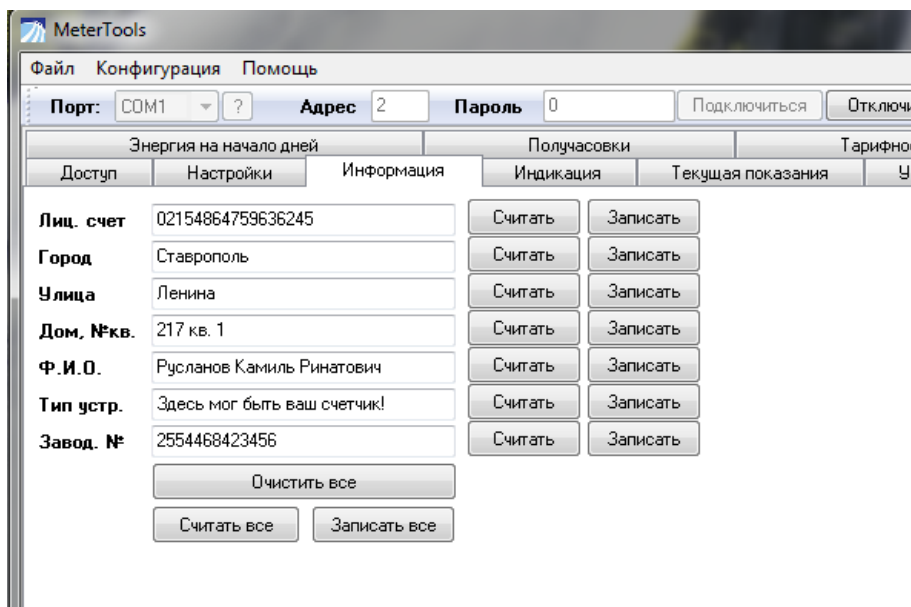 MeterTools
Файл Конфигурация Помощь
Порт: COM1 ? Адрес 2 Пароль 0 Подключиться Отключи
Энергия на начало дней Получасовки Тарифно
Доступ Настройки Информация Индикация Текущая показания У
Лиц. счет 02154864759636245 Считать Записать
Город Ставрополь Считать Записать
Улица Ленина Считать Записать
Дом, №кв. 217 кв. 1 Считать Записать
Ф.И.О. Русланов Камиль Ринатович Считать Записать
Тип устр. Здесь мог быть ваш счетчик! Считать Записать
Завод. № 2554468423456 Считать Записать
Очистить все
Считать все Записать все